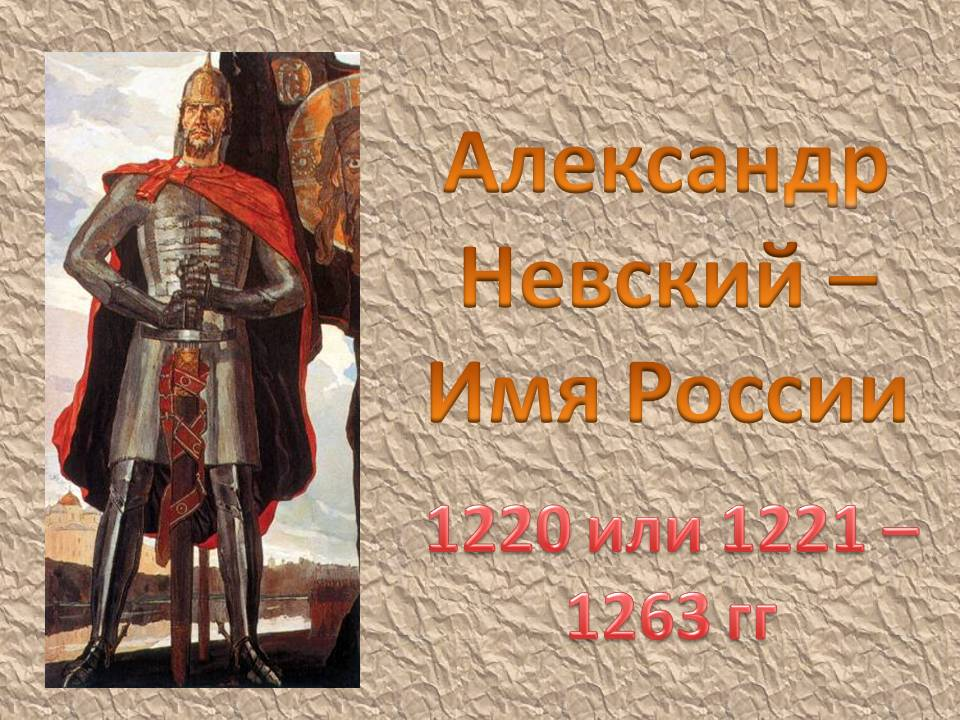 Александр
Невский –
Имя России
1220 или 1221 –
1263 гг